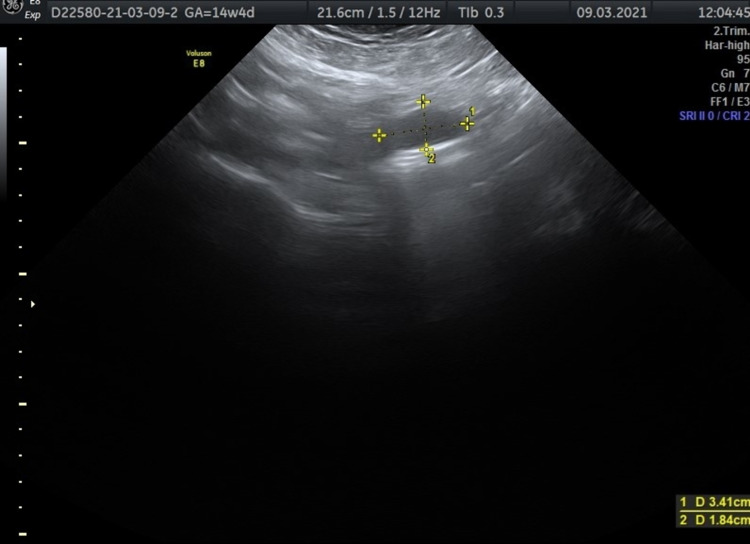 E8
Exp D22580-21-03-09-2 GA=14w4d 21.6cm / 1.5 / 12Hz TIb 0.3 09.03.2021 12:04:45
2.Trim.
Har-high
95
Gn 7
C6 / M7
FF1 / E3
SRI II 0 / CRI 2
Voluson
E8
1
2
1 D 3.41cm
2 D 1.84cm